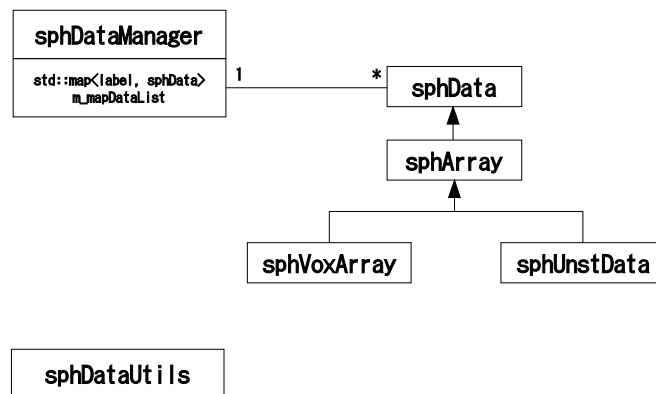 sphDataManager
std::map<label, sphData>
m_mapDataList
1
*
sphData
sphArray
sphVoxArray
sphUnstData
sphDataUtils